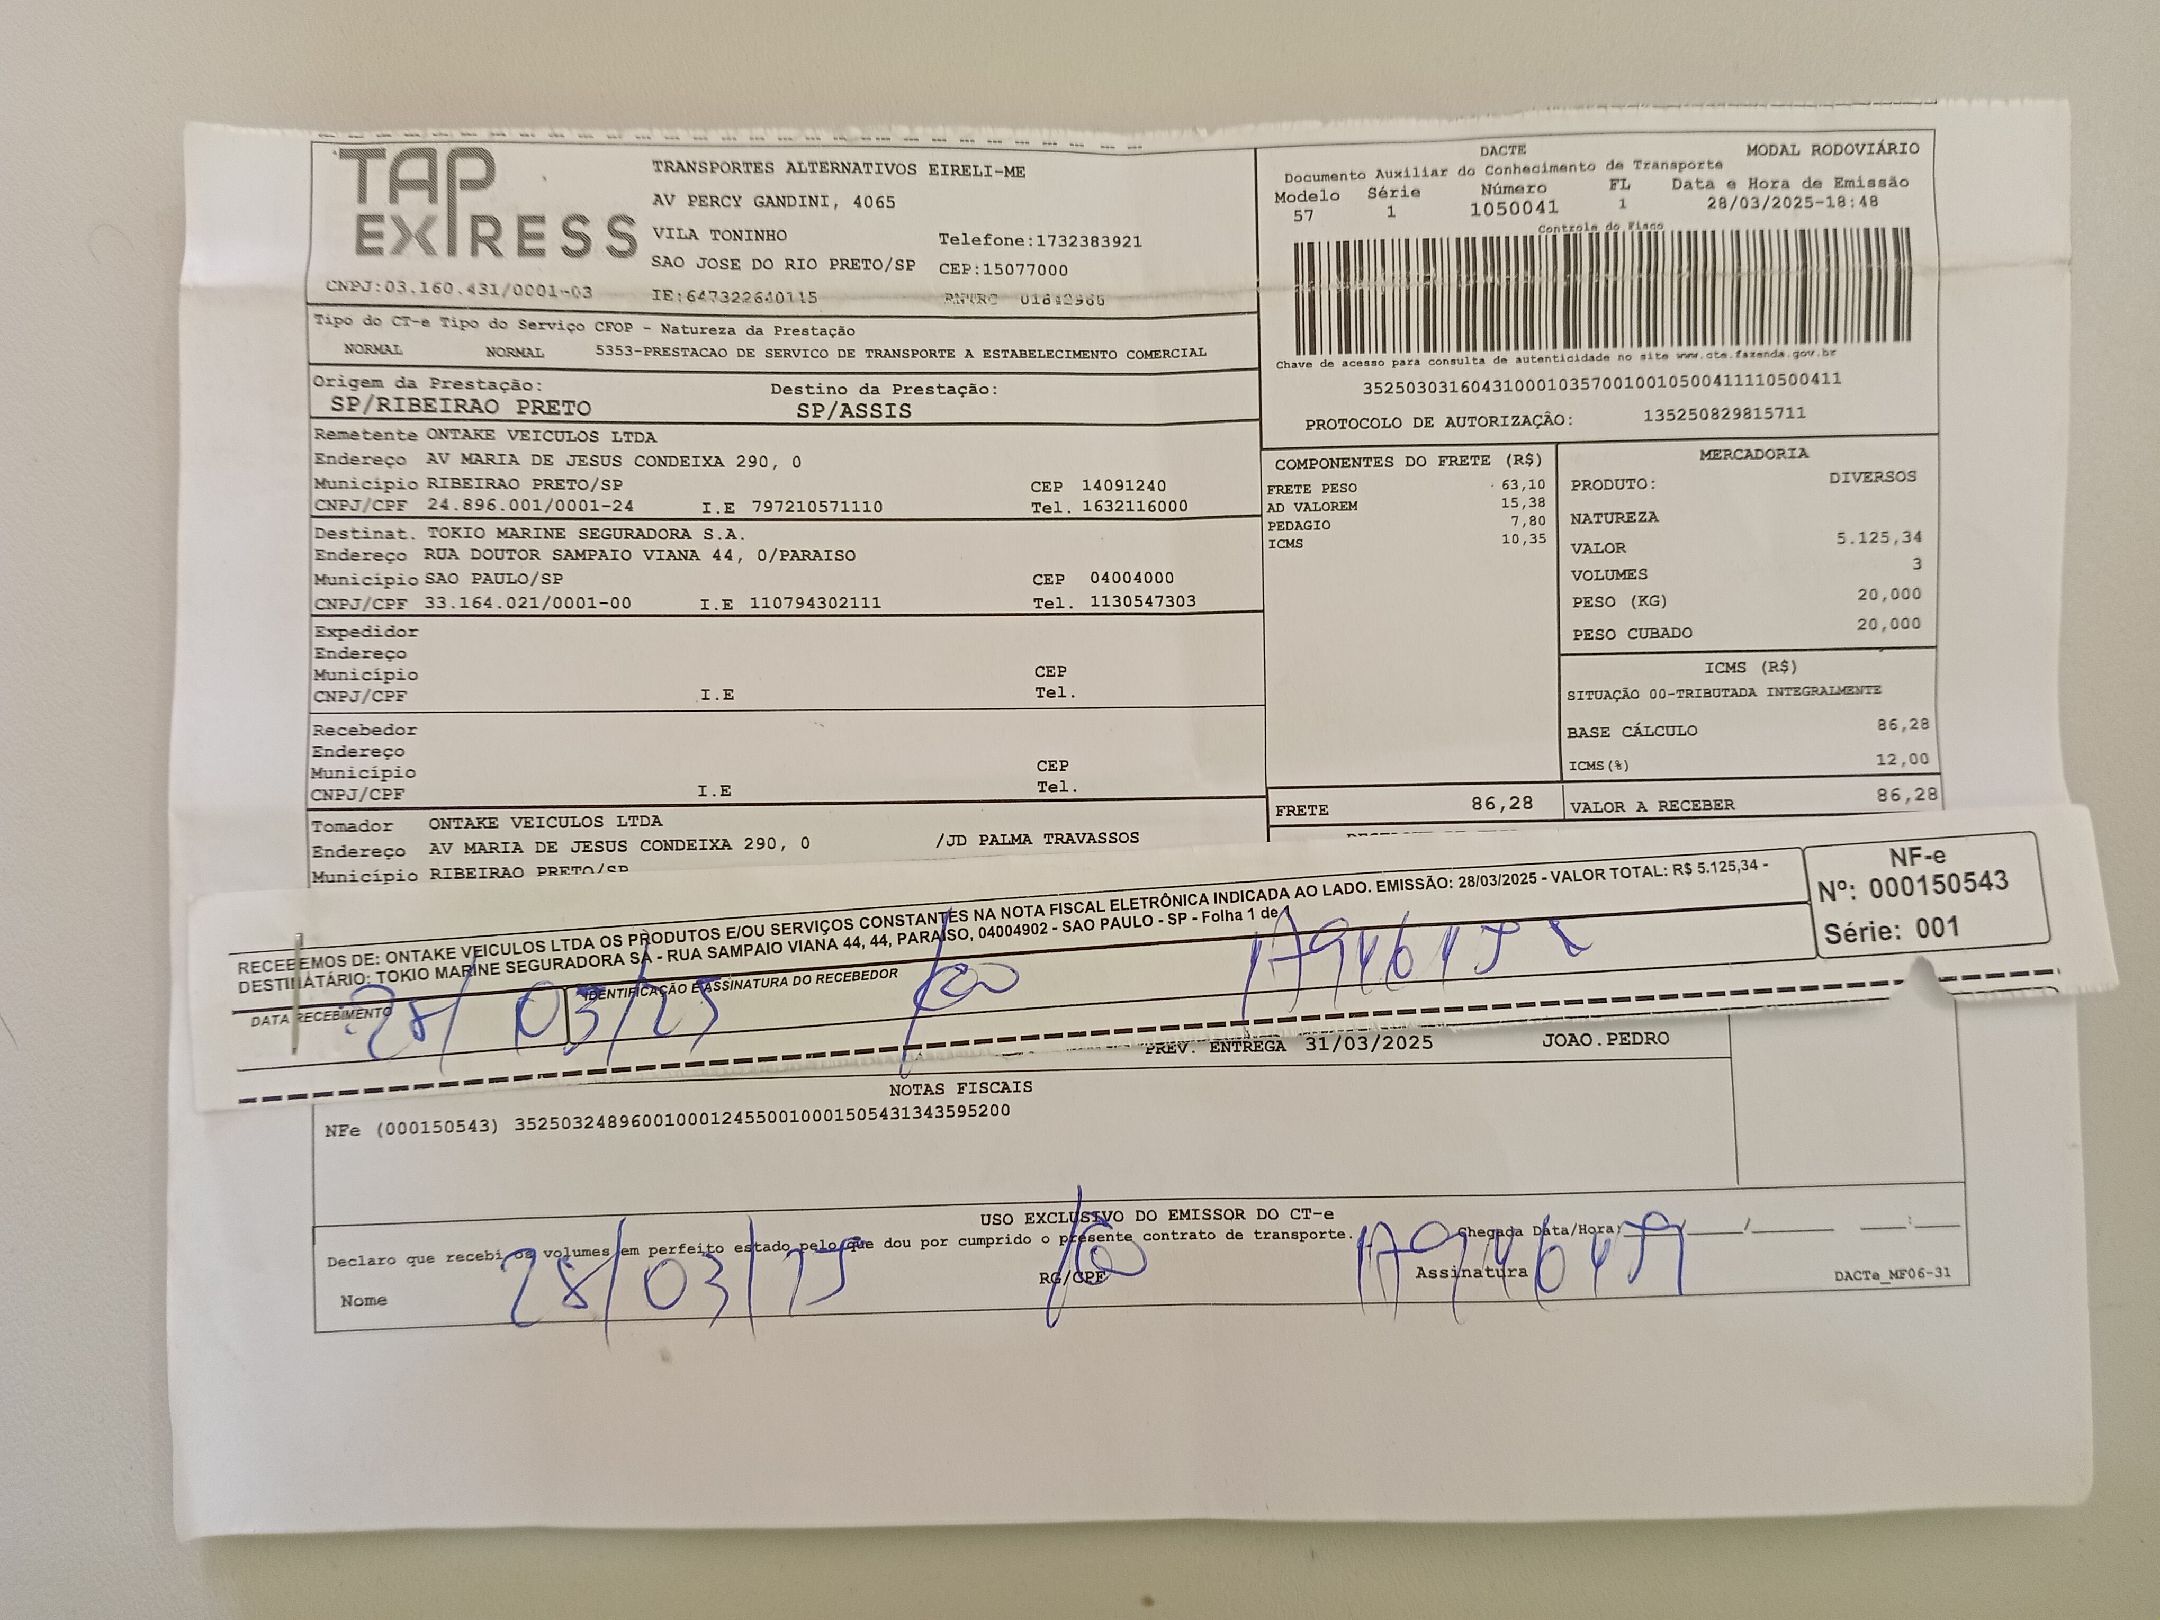 TAP EXPRESS
TRANSPORTES ALTERNATIVOS EIRELI-ME
AV PERCY GANDINI, 4065
VILA TONINHO Telefone:1732383921
SAO JOSE DO RIO PRETO/SP CEP:15077000
CNPJ:03.160.431/0001-03 IE:647322640115 RNTRC 01642966
DACTE MODAL RODOVIÁRIO
Documento Auxiliar do Conhecimento de Transporte
Modelo Série Número FL Data e Hora de Emissão
57 1 1050041 1 28/03/2025-18:48
Controle do Fisco
Chave de acesso para consulta de autenticidade no site www.cte.fazenda.gov.br
35250303160431000103570010010500411110500411
PROTOCOLO DE AUTORIZAÇÃO: 135250829815711
Tipo do CT-e Tipo do Serviço CFOP - Natureza da Prestação
NORMAL NORMAL 5353-PRESTACAO DE SERVICO DE TRANSPORTE A ESTABELECIMENTO COMERCIAL
Origem da Prestação: Destino da Prestação:
SP/RIBEIRAO PRETO SP/ASSIS
Remetente ONTAKE VEICULOS LTDA
Endereço AV MARIA DE JESUS CONDEIXA 290, 0
Município RIBEIRAO PRETO/SP CEP 14091240
CNPJ/CPF 24.896.001/0001-24 I.E 797210571110 Tel. 1632116000
Destinat. TOKIO MARINE SEGURADORA S.A.
Endereço RUA DOUTOR SAMPAIO VIANA 44, 0/PARAISO
Município SAO PAULO/SP CEP 04004000
CNPJ/CPF 33.164.021/0001-00 I.E 110794302111 Tel. 1130547303
Expedidor
Endereço
Município CEP
CNPJ/CPF I.E Tel.
Recebedor
Endereço
Município CEP
CNPJ/CPF I.E Tel.
Tomador ONTAKE VEICULOS LTDA
Endereço AV MARIA DE JESUS CONDEIXA 290, 0 /JD PALMA TRAVASSOS
Município RIBEIRAO PRETO/SP
COMPONENTES DO FRETE (R$)
FRETE PESO 63,10
AD VALOREM 15,38
PEDAGIO 7,80
ICMS 10,35
MERCADORIA
PRODUTO: DIVERSOS
NATUREZA
VALOR 5.125,34
VOLUMES 3
PESO (KG) 20,000
PESO CUBADO 20,000
ICMS (R$)
SITUAÇÃO 00-TRIBUTADA INTEGRALMENTE
BASE CÁLCULO 86,28
ICMS(%) 12,00
FRETE 86,28 VALOR A RECEBER 86,28
RECEBEMOS DE: ONTAKE VEICULOS LTDA OS PRODUTOS E/OU SERVIÇOS CONSTANTES NA NOTA FISCAL ELETRÔNICA INDICADA AO LADO. EMISSÃO: 28/03/2025 - VALOR TOTAL: R$ 5.125,34 -
DESTINATÁRIO: TOKIO MARINE SEGURADORA SA - RUA SAMPAIO VIANA 44, 44, PARAISO, 04004902 - SAO PAULO - SP - Folha 1 de 1
NF-e
Nº: 000150543
Série: 001
DATA RECEBIMENTO IDENTIFICAÇÃO E ASSINATURA DO RECEBEDOR
28/03/25
PREV. ENTREGA 31/03/2025 JOAO.PEDRO
NOTAS FISCAIS
NFe (000150543) 35250324896001000124550010001505431343595200
USO EXCLUSIVO DO EMISSOR DO CT-e
Declaro que recebi os volumes em perfeito estado pelo que dou por cumprido o presente contrato de transporte. Chegada Data/Hora:
28/03/25
Nome RG/CPF Assinatura DACTe_MF06-31